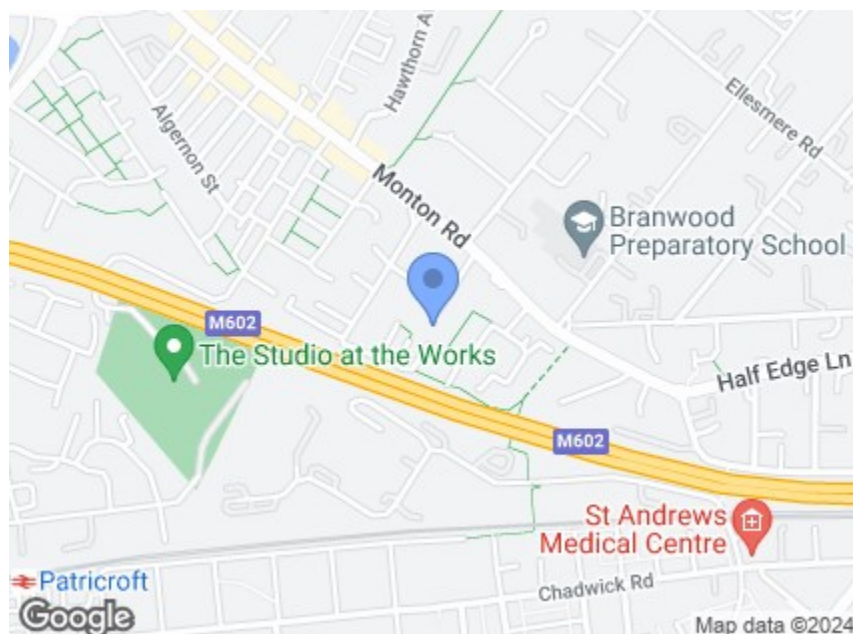 Hawthorn A
Algernon St
Ellesmere Rd
Monton Rd
Branwood
Preparatory School
M602
The Studio at the Works
Half Edge Ln
M602
St Andrews
Medical Centre
Patricroft
Chadwick Rd
Google
Map data ©2024